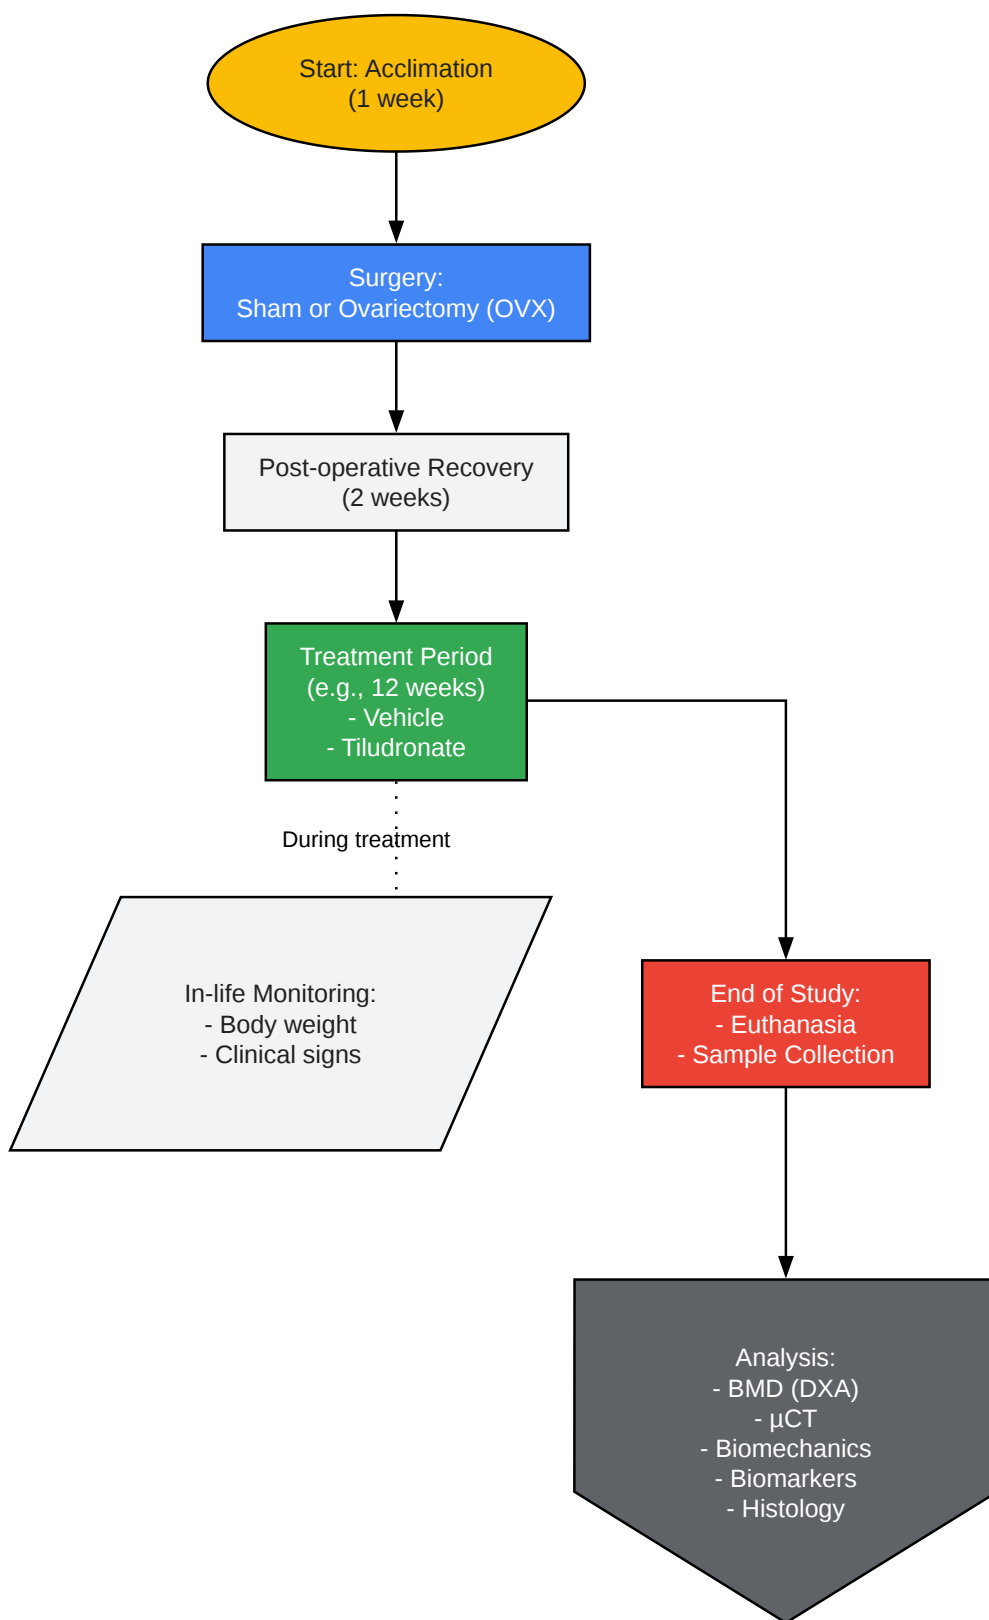 Start: Acclimation
(1 week)
Surgery:
Sham or Ovariectomy (OVX)
Post-operative Recovery
(2 weeks)
Treatment Period
(e.g., 12 weeks)
- Vehicle
- Tiludronate
During treatment
In-life Monitoring:
- Body weight
- Clinical signs
End of Study:
- Euthanasia
- Sample Collection
Analysis:
- BMD (DXA)
- µCT
- Biomechanics
- Biomarkers
- Histology